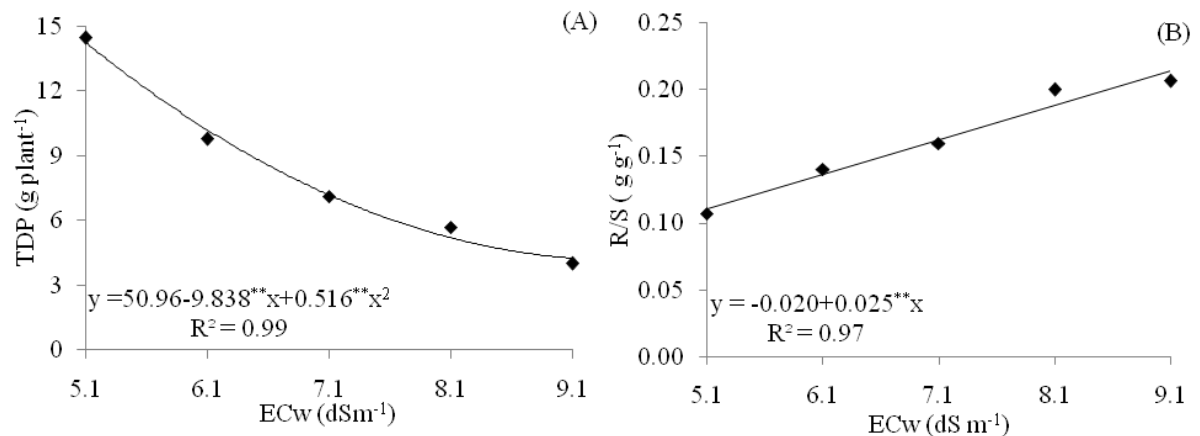 (A)
15
12
9
6
3
0
TDP (g plant⁻¹)
y =50.96-9.838**x+0.516**x²
R² = 0.99
5.1 6.1 7.1 8.1 9.1
ECw (dSm⁻¹)
(B)
0.25
0.20
0.15
0.10
0.05
0.00
R/S ( g g⁻¹)
y = -0.020+0.025**x
R² = 0.97
5.1 6.1 7.1 8.1 9.1
ECw (dS m⁻¹)